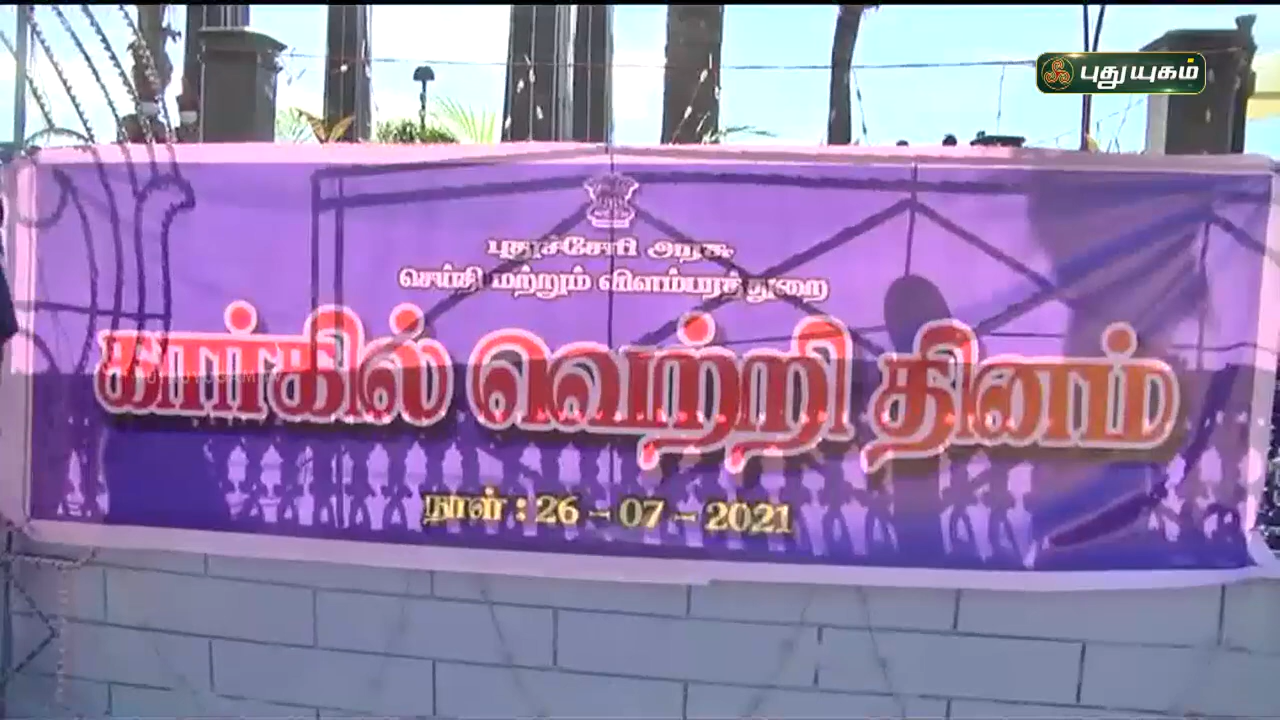 புதுயுகம்
புதுச்சேரி அரசு
செய்தி மற்றும் விளம்பரத்துறை
கார்கில் வெற்றி தினம்
நாள் : 26 - 07 - 2021